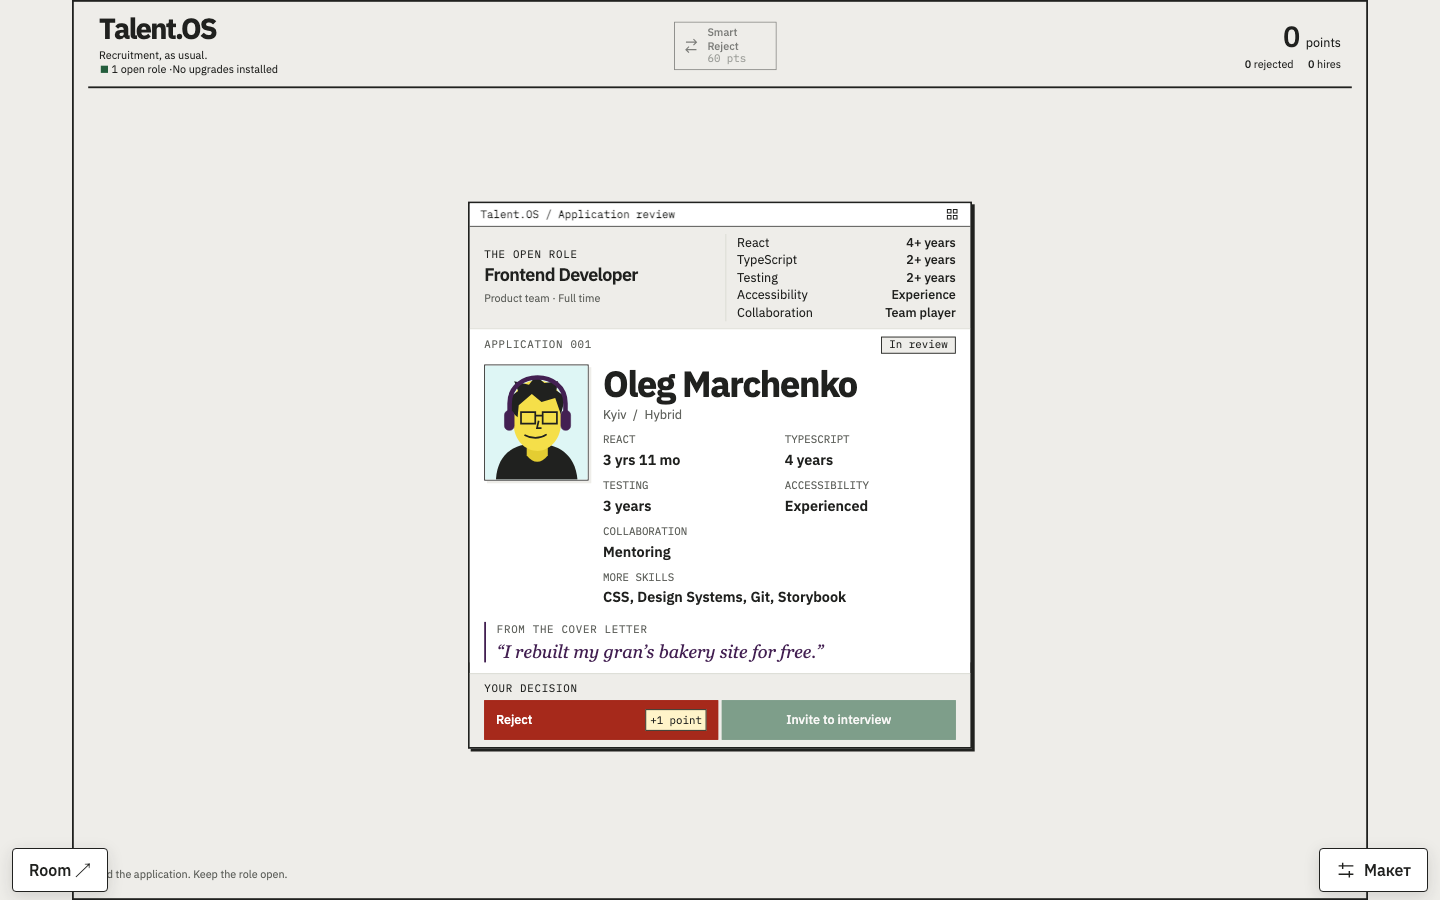 Talent.OS
Recruitment, as usual.
1 open role ·No upgrades installed
Smart
Reject
60 pts
0 points
0 rejected 0 hires
Talent.OS / Application review
THE OPEN ROLE
Frontend Developer
Product team · Full time
React 4+ years
TypeScript 2+ years
Testing 2+ years
Accessibility Experience
Collaboration Team player
APPLICATION 001
In review
Oleg Marchenko
Kyiv / Hybrid
REACT TYPESCRIPT
3 yrs 11 mo 4 years
TESTING ACCESSIBILITY
3 years Experienced
COLLABORATION
Mentoring
MORE SKILLS
CSS, Design Systems, Git, Storybook
FROM THE COVER LETTER
“I rebuilt my gran’s bakery site for free.”
YOUR DECISION
Reject +1 point Invite to interview
the application. Keep the role open.
Room
Макет